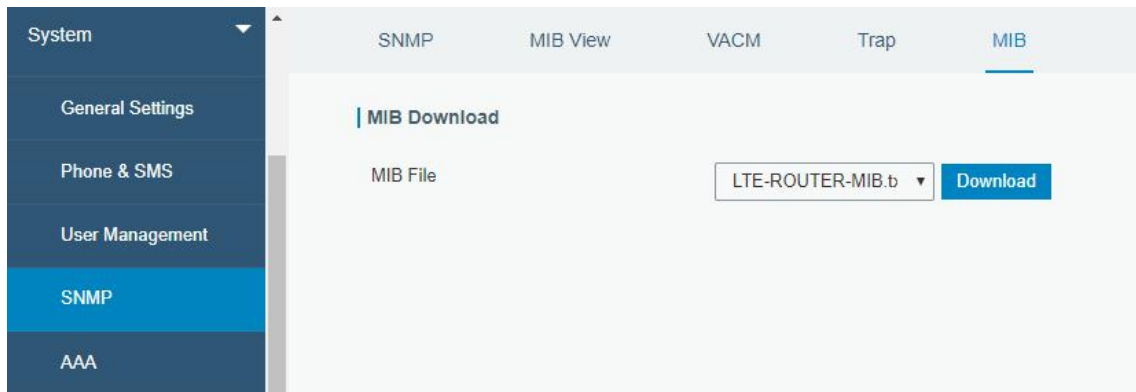 System
General Settings
Phone & SMS
User Management
SNMP
AAA
SNMP MIB View VACM Trap MIB
MIB Download
MIB File LTE-ROUTER-MIB.t Download